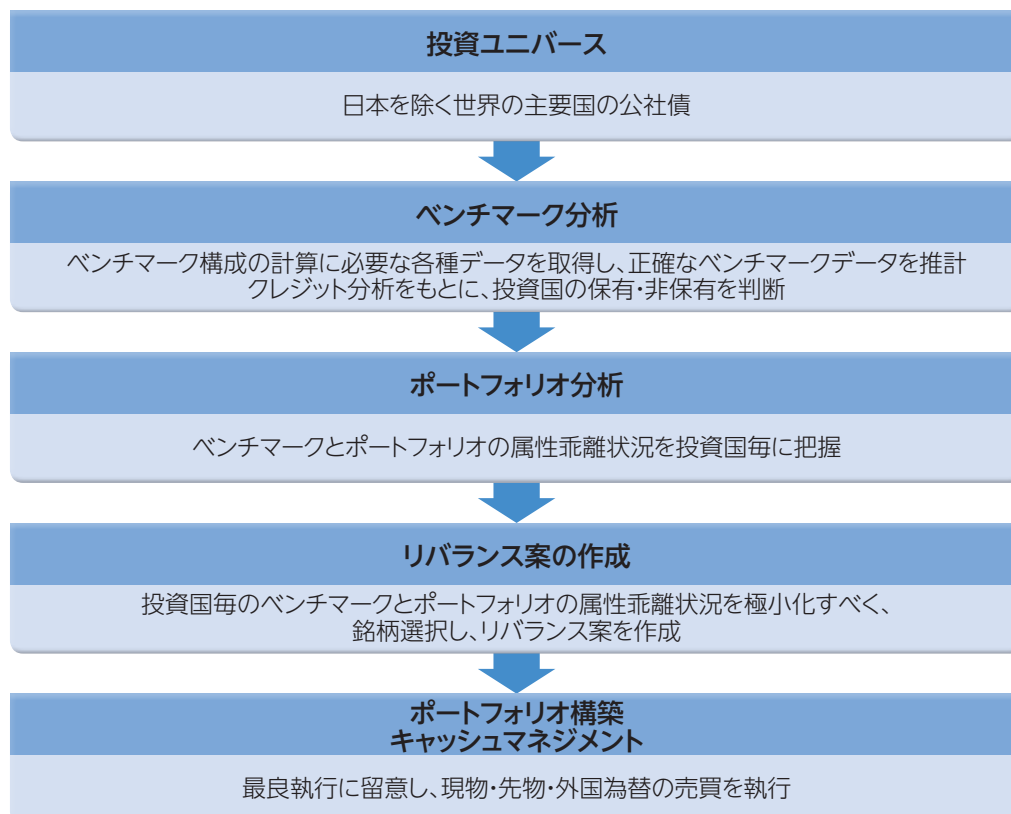 投資ユニバース
日本を除く世界の主要国の公社債
ベンチマーク分析
ベンチマーク構成の計算に必要な各種データを取得し、正確なベンチマークデータを推計
クレジット分析をもとに、投資国の保有・非保有を判断
ポートフォリオ分析
ベンチマークとポートフォリオの属性乖離状況を投資国毎に把握
リバランス案の作成
投資国毎のベンチマークとポートフォリオの属性乖離状況を極小化すべく、
銘柄選択し、リバランス案を作成
ポートフォリオ構築
キャッシュマネジメント
最良執行に留意し、現物・先物・外国為替の売買を執行